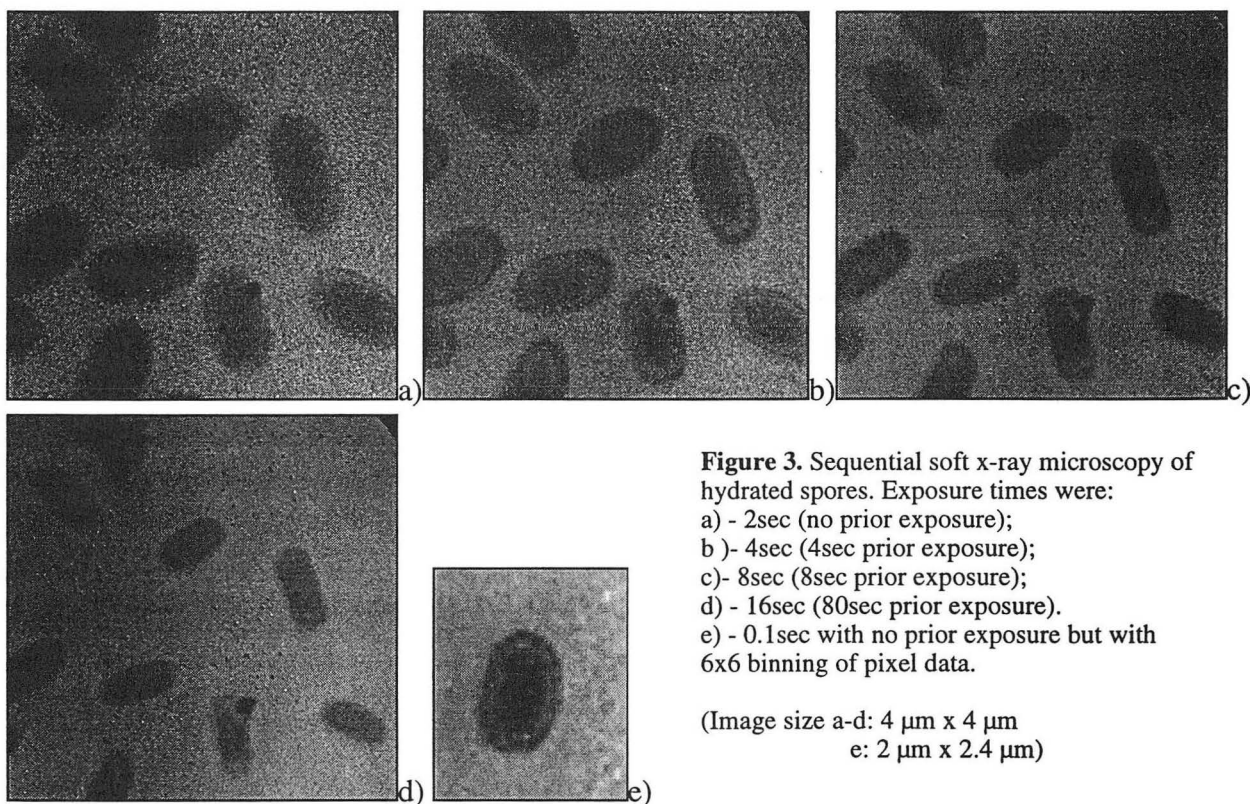 a)
b)
c)
d)
e)
Figure 3. Sequential soft x-ray microscopy of
hydrated spores. Exposure times were:
a) - 2sec (no prior exposure);
b )- 4sec (4sec prior exposure);
c)- 8sec (8sec prior exposure);
d) - 16sec (80sec prior exposure).
e) - 0.1sec with no prior exposure but with
6x6 binning of pixel data.
(Image size a-d: 4 µm x 4 µm
e: 2 µm x 2.4 µm)